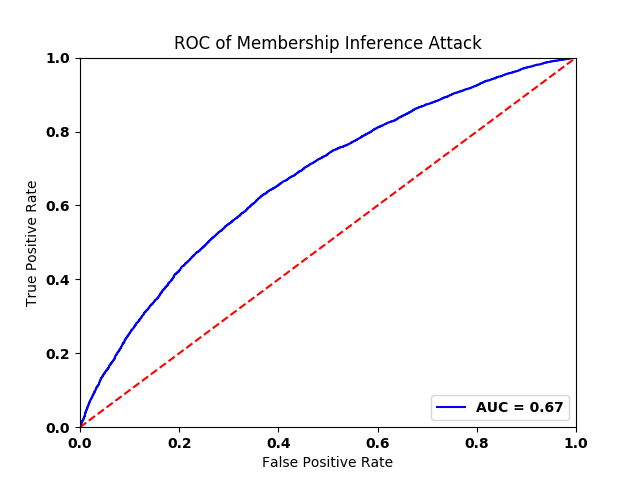 ROC of Membership Inference Attack
1.0
0.8
0.6
0.4
0.2
0.0
True Positive Rate
AUC = 0.67
0.0 0.2 0.4 0.6 0.8 1.0
False Positive Rate